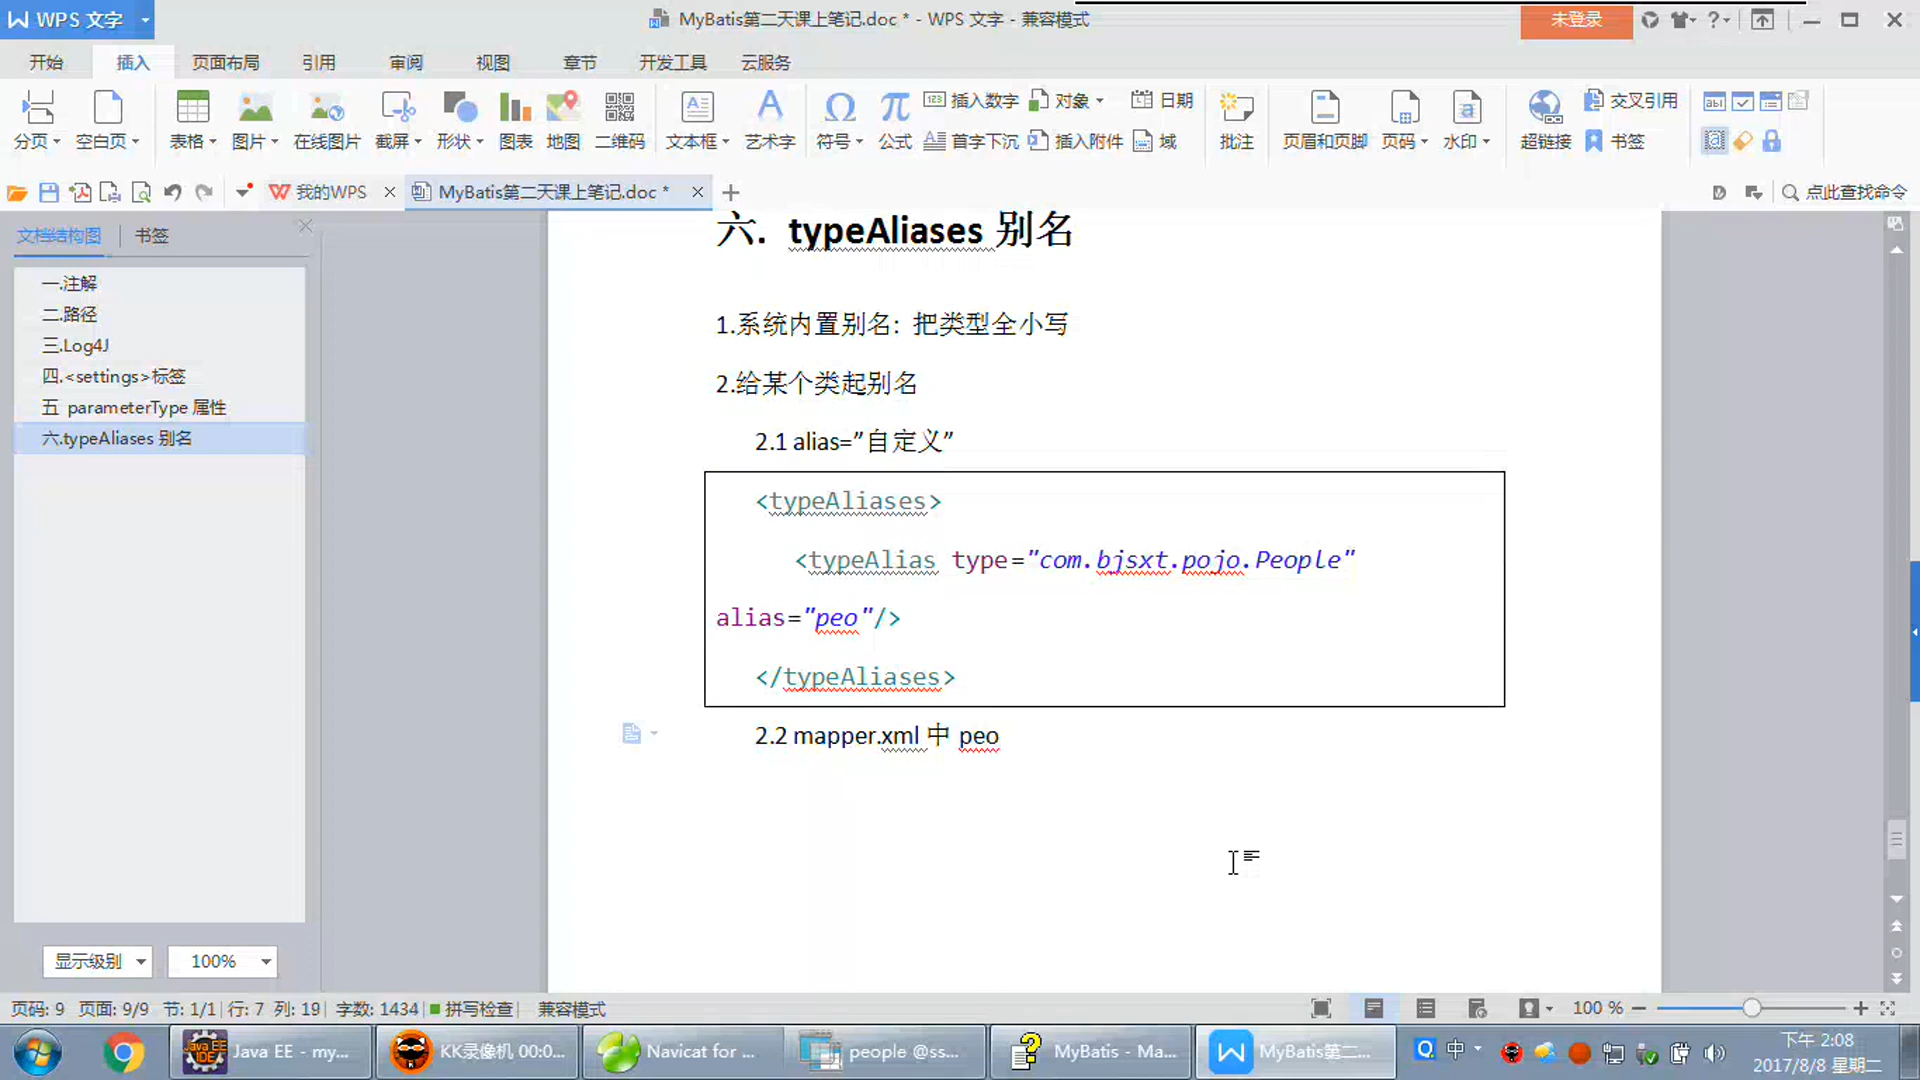 WPS 文字
MyBatis第二天课上笔记.doc * - WPS 文字 - 兼容模式
未登录
开始 插入 页面布局 引用 审阅 视图 章节 开发工具 云服务
插入数字 对象 日期 交叉引用
分页 空白页 表格 图片 在线图片 截屏 形状 图表 地图 二维码 文本框 艺术字 符号 公式 首字下沉 插入附件 域 批注 页眉和页脚 页码 水印 超链接 书签
我的WPS MyBatis第二天课上笔记.doc * 点此查找命令
文档结构图 书签
一.注解
二.路径
三.Log4J
四.<settings>标签
五 parameterType 属性
六.typeAliases 别名
六. typeAliases 别名
1.系统内置别名: 把类型全小写
2.给某个类起别名
2.1 alias=”自定义”
<typeAliases>
<typeAlias type="com.bjsxt.pojo.People"
alias="peo"/>
</typeAliases>
2.2 mapper.xml 中 peo
显示级别 100%
页码: 9 页面: 9/9 节: 1/1 行: 7 列: 19 字数: 1434 拼写检查 兼容模式 100 %
Java EE - my... KK录像机 00:0... Navicat for ... people @ss... MyBatis - Ma... MyBatis第二... 中 下午 2:08
2017/8/8 星期二